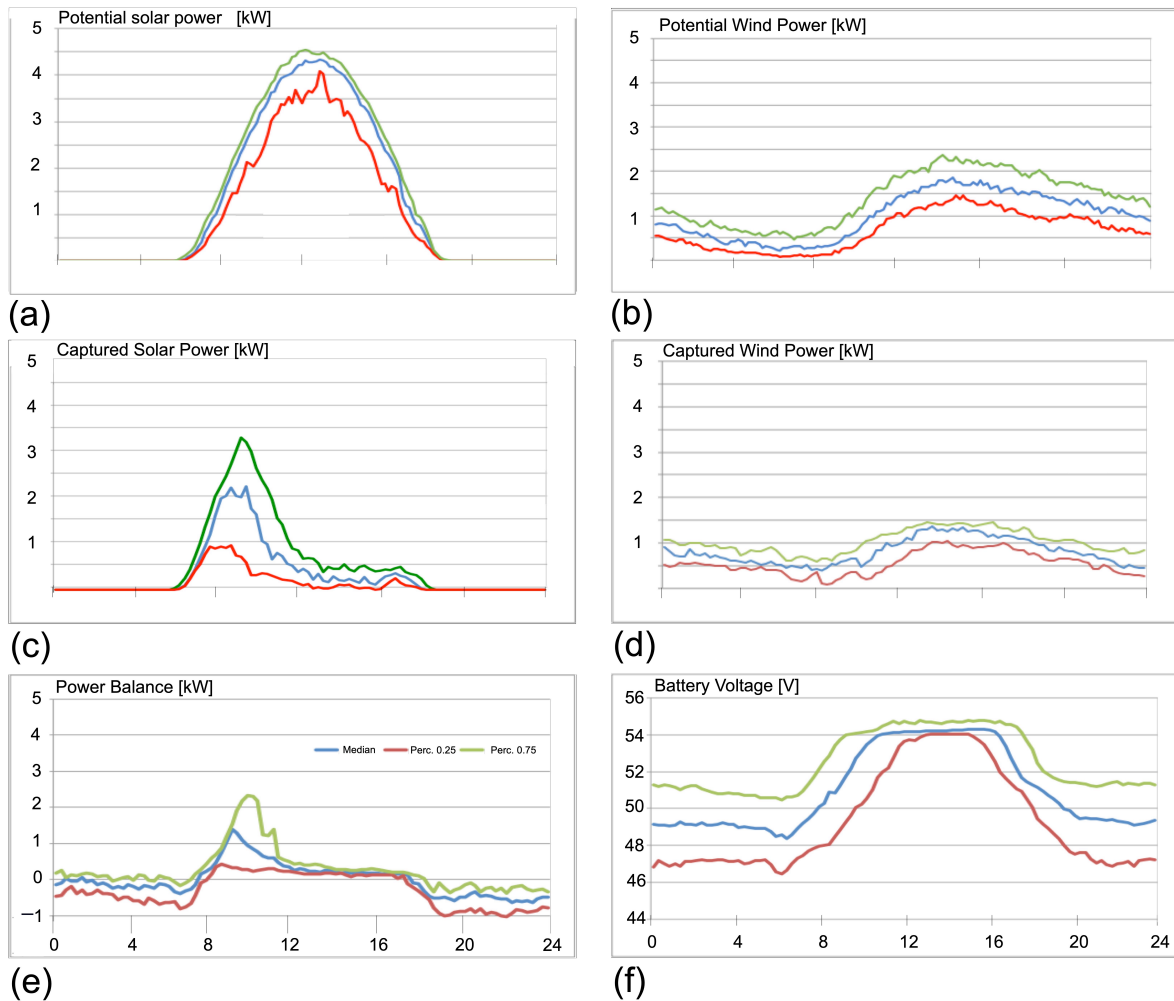 Potential solar power [kW]
5
4
3
2
1
(a)
Potential Wind Power [kW]
5
4
3
2
1
(b)
Captured Solar Power [kW]
5
4
3
2
1
(c)
Captured Wind Power [kW]
5
4
3
2
1
(d)
Power Balance [kW]
5
4
3
2
1
0
−1
Median Perc. 0.25 Perc. 0.75
0 4 8 12 16 20 24
(e)
Battery Voltage [V]
56
54
52
50
48
46
44
0 4 8 12 16 20 24
(f)